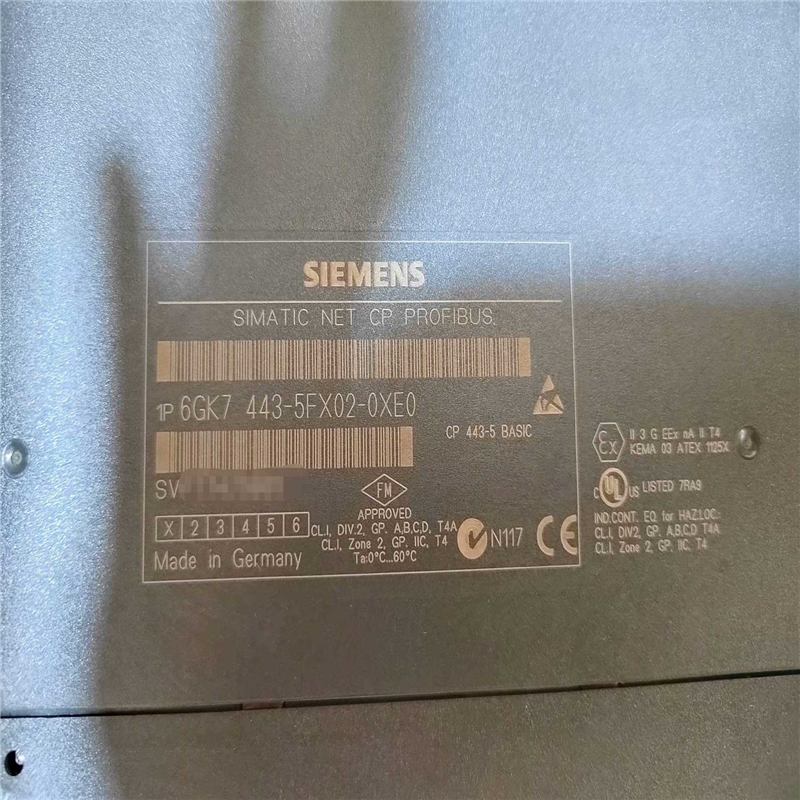 SIEMENS
SIMATIC NET CP PROFIBUS
1P 6GK7 443-5FX02-0XE0
CP 443-5 BASIC
SV
FM
APPROVED
CL.I, DIV.2, GP. A,B,C,D, T4A
CL.I, Zone 2, GP. IIC, T4
Ta:0°C...60°C
X 2 3 4 5 6
Made in Germany
N117
CE
Ex
II 3 G EEx nA II T4
KEMA 03 ATEX 1125X
C UL US LISTED 7RA9
IND.CONT. EQ. for HAZ.LOC.
CL.I, DIV.2, GP. A,B,C,D T4A
CL.I, Zone 2, GP. IIC, T4